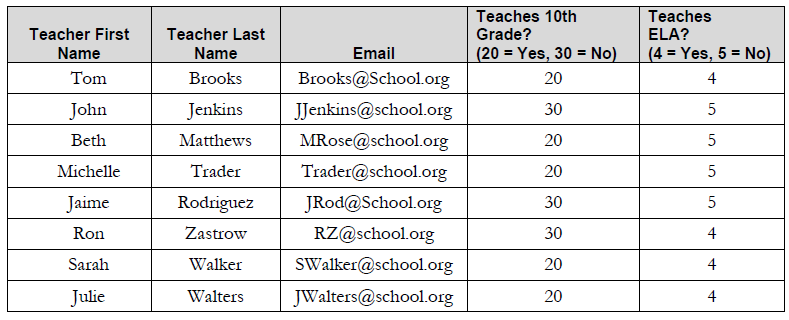 Teacher First Name | Teacher Last Name | Email | Teaches 10th Grade? (20 = Yes, 30 = No) | Teaches ELA? (4 = Yes, 5 = No)
Tom | Brooks | Brooks@School.org | 20 | 4
John | Jenkins | JJenkins@school.org | 30 | 5
Beth | Matthews | MRose@school.org | 20 | 5
Michelle | Trader | Trader@school.org | 20 | 5
Jaime | Rodriguez | JRod@School.org | 30 | 5
Ron | Zastrow | RZ@school.org | 30 | 4
Sarah | Walker | SWalker@school.org | 20 | 4
Julie | Walters | JWalters@school.org | 20 | 4